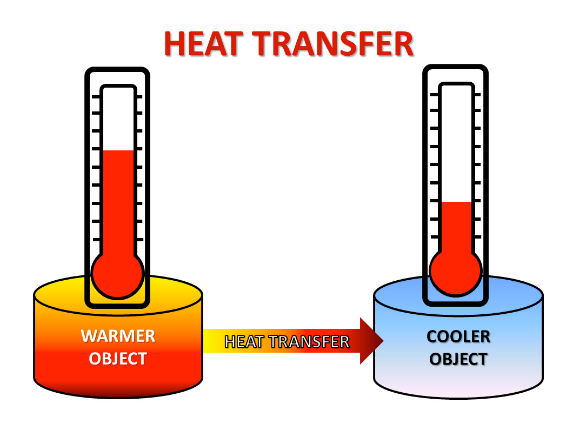 HEAT TRANSFER
WARMER
OBJECT
HEAT TRANSFER
COOLER
OBJECT